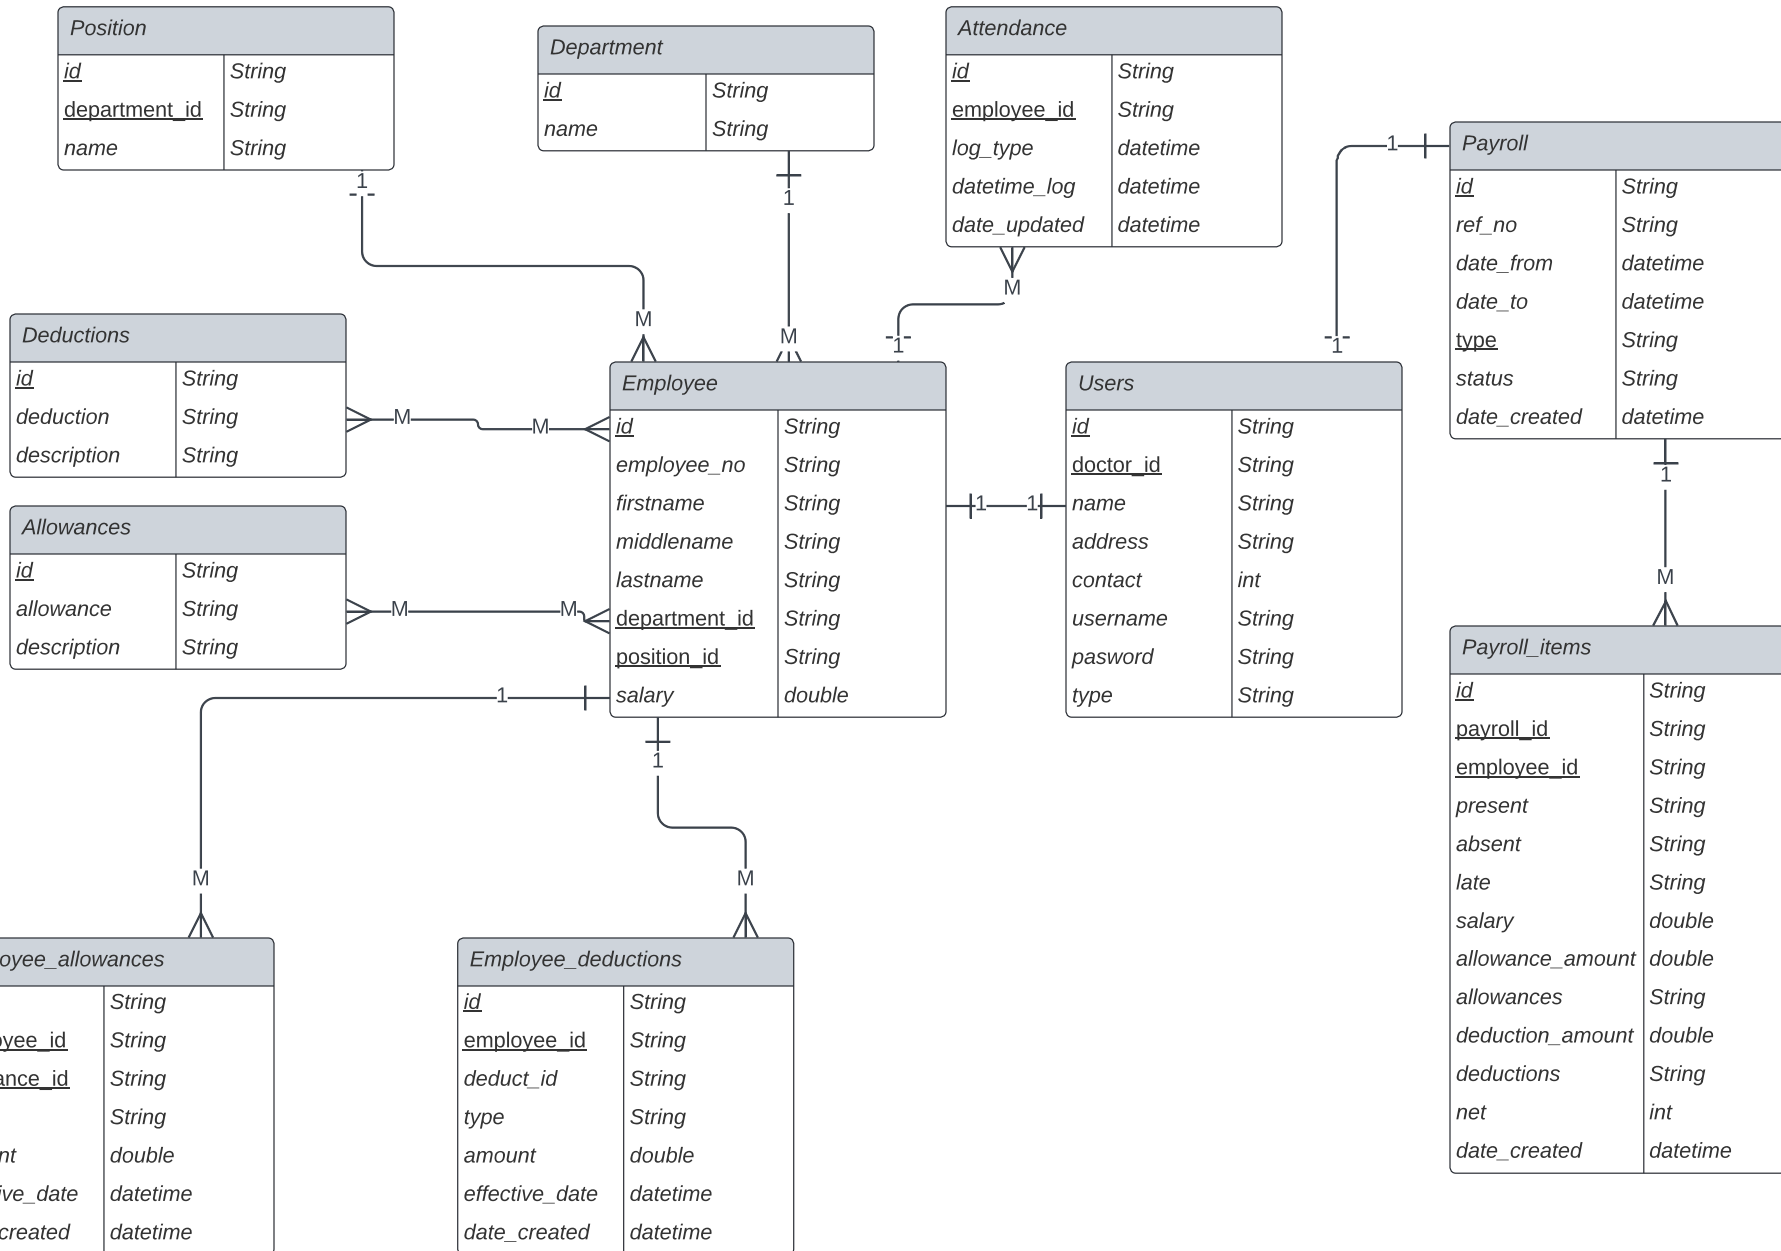 Position
id String
department_id String
name String
1
Department
id String
name String
1
Attendance
id String
employee_id String
log_type datetime
datetime_log datetime
date_updated datetime
M
1
Payroll
id String
ref_no String
date_from datetime
date_to datetime
type String
status String
date_created datetime
1
1
1
M
M
M
1
Deductions
id String
deduction String
description String
M
M
Allowances
id String
allowance String
description String
M
M
Employee
id String
employee_no String
firstname String
middlename String
lastname String
department_id String
position_id String
salary double
1
1
Users
id String
doctor_id String
name String
address String
contact int
username String
pasword String
type String
M
Payroll_items
id String
payroll_id String
employee_id String
present String
absent String
late String
salary double
allowance_amount double
allowances String
deduction_amount double
deductions String
net int
date_created datetime
1
1
M
M
oyee_allowances
String
oyee_id String
ance_id String
String
nt double
ive_date datetime
created datetime
Employee_deductions
id String
employee_id String
deduct_id String
type String
amount double
effective_date datetime
date_created datetime